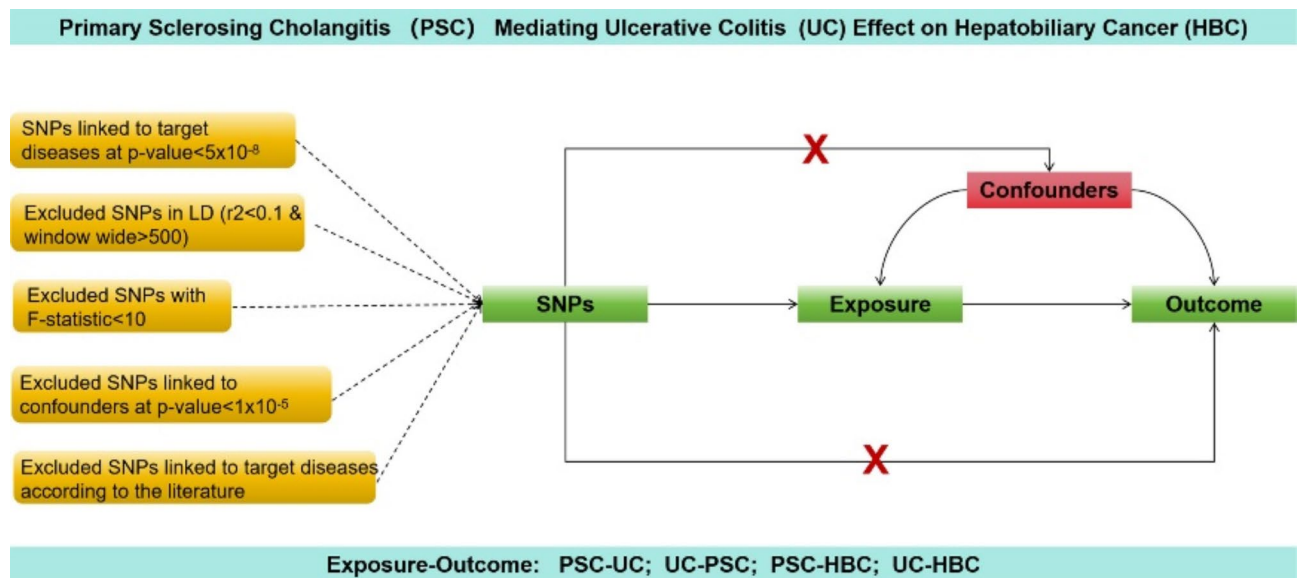 Primary Sclerosing Cholangitis (PSC) Mediating Ulcerative Colitis (UC) Effect on Hepatobiliary Cancer (HBC)
SNPs linked to target
diseases at p-value<5x10⁻⁸
Excluded SNPs in LD (r2<0.1 &
window wide>500)
Excluded SNPs with
F-statistic<10
Excluded SNPs linked to
confounders at p-value<1x10⁻⁵
Excluded SNPs linked to target diseases
according to the literature
SNPs
X
Confounders
Exposure
Outcome
X
Exposure-Outcome: PSC-UC; UC-PSC; PSC-HBC; UC-HBC